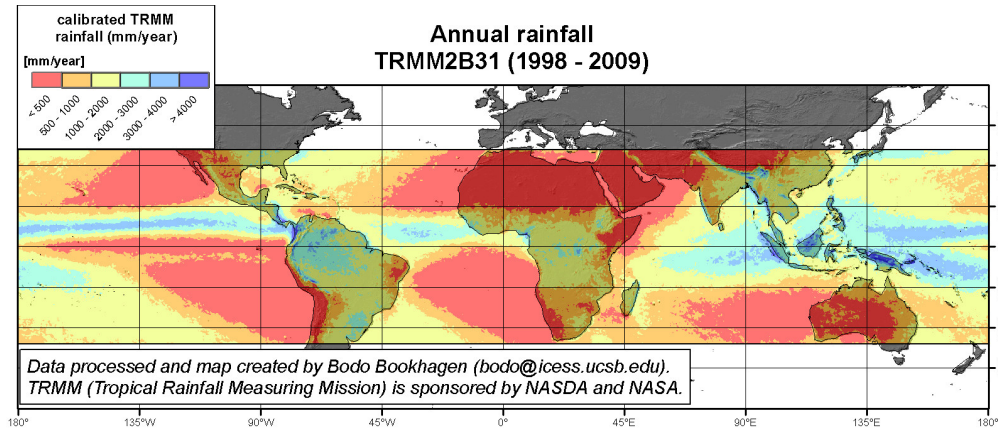 calibrated TRMM
rainfall (mm/year)
[mm/year]
< 500
500 - 1000
1000 - 2000
2000 - 3000
3000 - 4000
> 4000
Annual rainfall
TRMM2B31 (1998 - 2009)
Data processed and map created by Bodo Bookhagen (bodo@icess.ucsb.edu).
TRMM (Tropical Rainfall Measuring Mission) is sponsored by NASDA and NASA.
180° 135°W 90°W 45°W 0° 45°E 90°E 135°E 180°